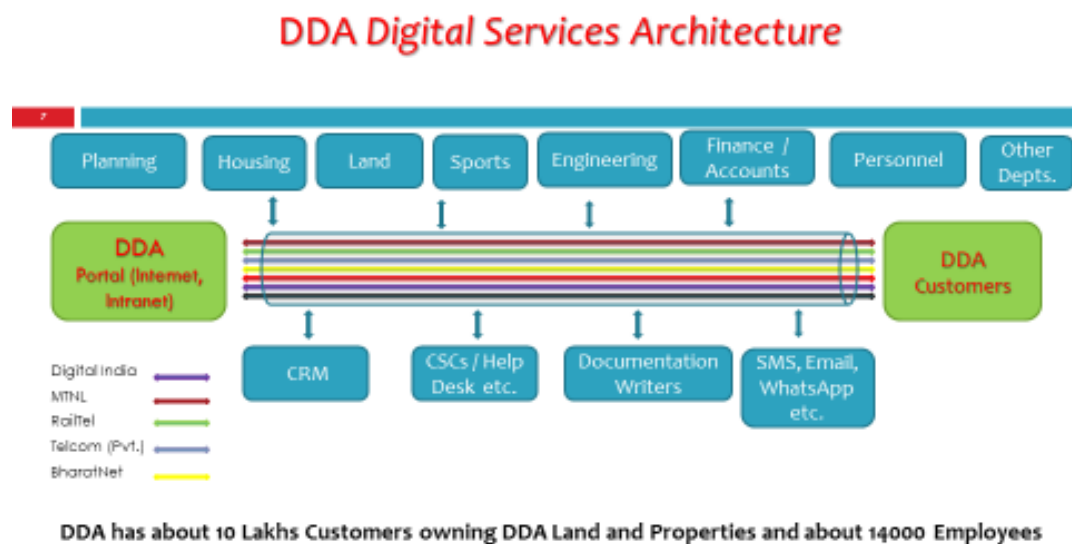 DDA Digital Services Architecture
7
Planning
Housing
Land
Sports
Engineering
Finance /
Accounts
Personnel
Other
Depts.
DDA
Portal (Internet,
Intranet)
DDA
Customers
CRM
CSCs / Help
Desk etc.
Documentation
Writers
SMS, Email,
WhatsApp
etc.
Digital India
MTNL
RailTel
Telcom (Pvt.)
BharatNet
DDA has about 10 Lakhs Customers owning DDA Land and Properties and about 14000 Employees